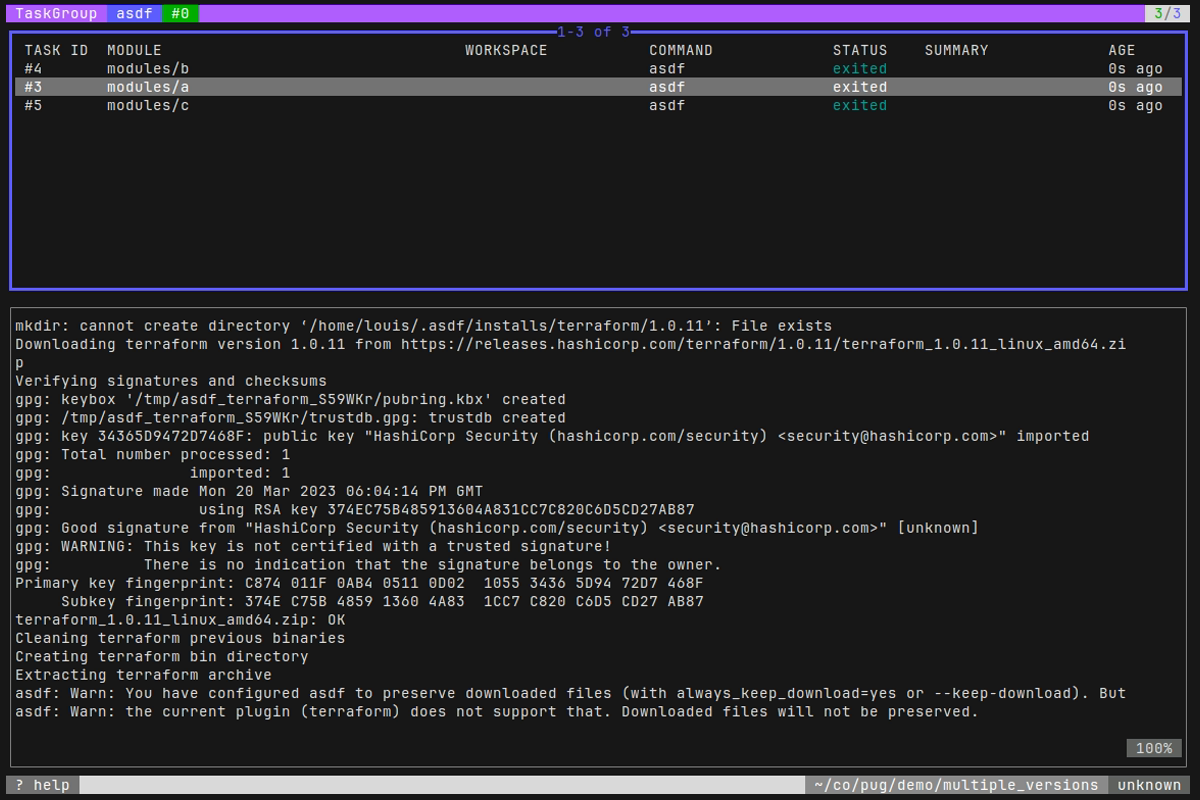 TaskGroup asdf #0 3/3
1-3 of 3
TASK ID MODULE WORKSPACE COMMAND STATUS SUMMARY AGE
#4 modules/b asdf exited 0s ago
#3 modules/a asdf exited 0s ago
#5 modules/c asdf exited 0s ago
mkdir: cannot create directory ‘/home/louis/.asdf/installs/terraform/1.0.11’: File exists
Downloading terraform version 1.0.11 from https://releases.hashicorp.com/terraform/1.0.11/terraform_1.0.11_linux_amd64.zi
p
Verifying signatures and checksums
gpg: keybox '/tmp/asdf_terraform_S59WKr/pubring.kbx' created
gpg: /tmp/asdf_terraform_S59WKr/trustdb.gpg: trustdb created
gpg: key 34365D9472D7468F: public key "HashiCorp Security (hashicorp.com/security) <security@hashicorp.com>" imported
gpg: Total number processed: 1
gpg:               imported: 1
gpg: Signature made Mon 20 Mar 2023 06:04:14 PM GMT
gpg:                using RSA key 374EC75B485913604A831CC7C820C6D5CD27AB87
gpg: Good signature from "HashiCorp Security (hashicorp.com/security) <security@hashicorp.com>" [unknown]
gpg: WARNING: This key is not certified with a trusted signature!
gpg:          There is no indication that the signature belongs to the owner.
Primary key fingerprint: C874 011F 0AB4 0511 0D02  1055 3436 5D94 72D7 468F
     Subkey fingerprint: 374E C75B 4859 1360 4A83  1CC7 C820 C6D5 CD27 AB87
terraform_1.0.11_linux_amd64.zip: OK
Cleaning terraform previous binaries
Creating terraform bin directory
Extracting terraform archive
asdf: Warn: You have configured asdf to preserve downloaded files (with always_keep_download=yes or --keep-download). But
asdf: Warn: the current plugin (terraform) does not support that. Downloaded files will not be preserved.
100%
? help ~/co/pug/demo/multiple_versions unknown